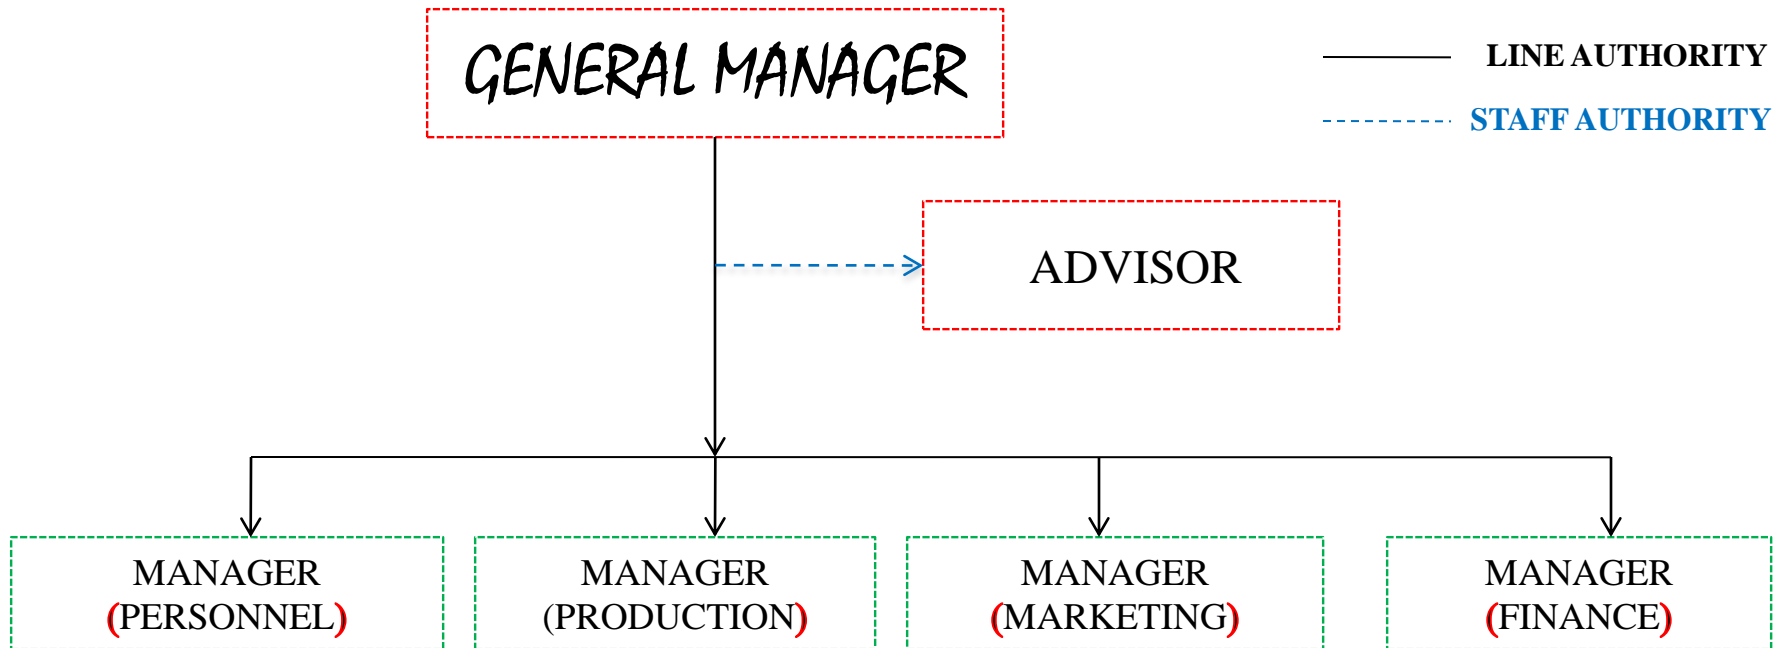 GENERAL MANAGER
LINE AUTHORITY
STAFF AUTHORITY
ADVISOR
MANAGER
(PERSONNEL)
MANAGER
(PRODUCTION)
MANAGER
(MARKETING)
MANAGER
(FINANCE)